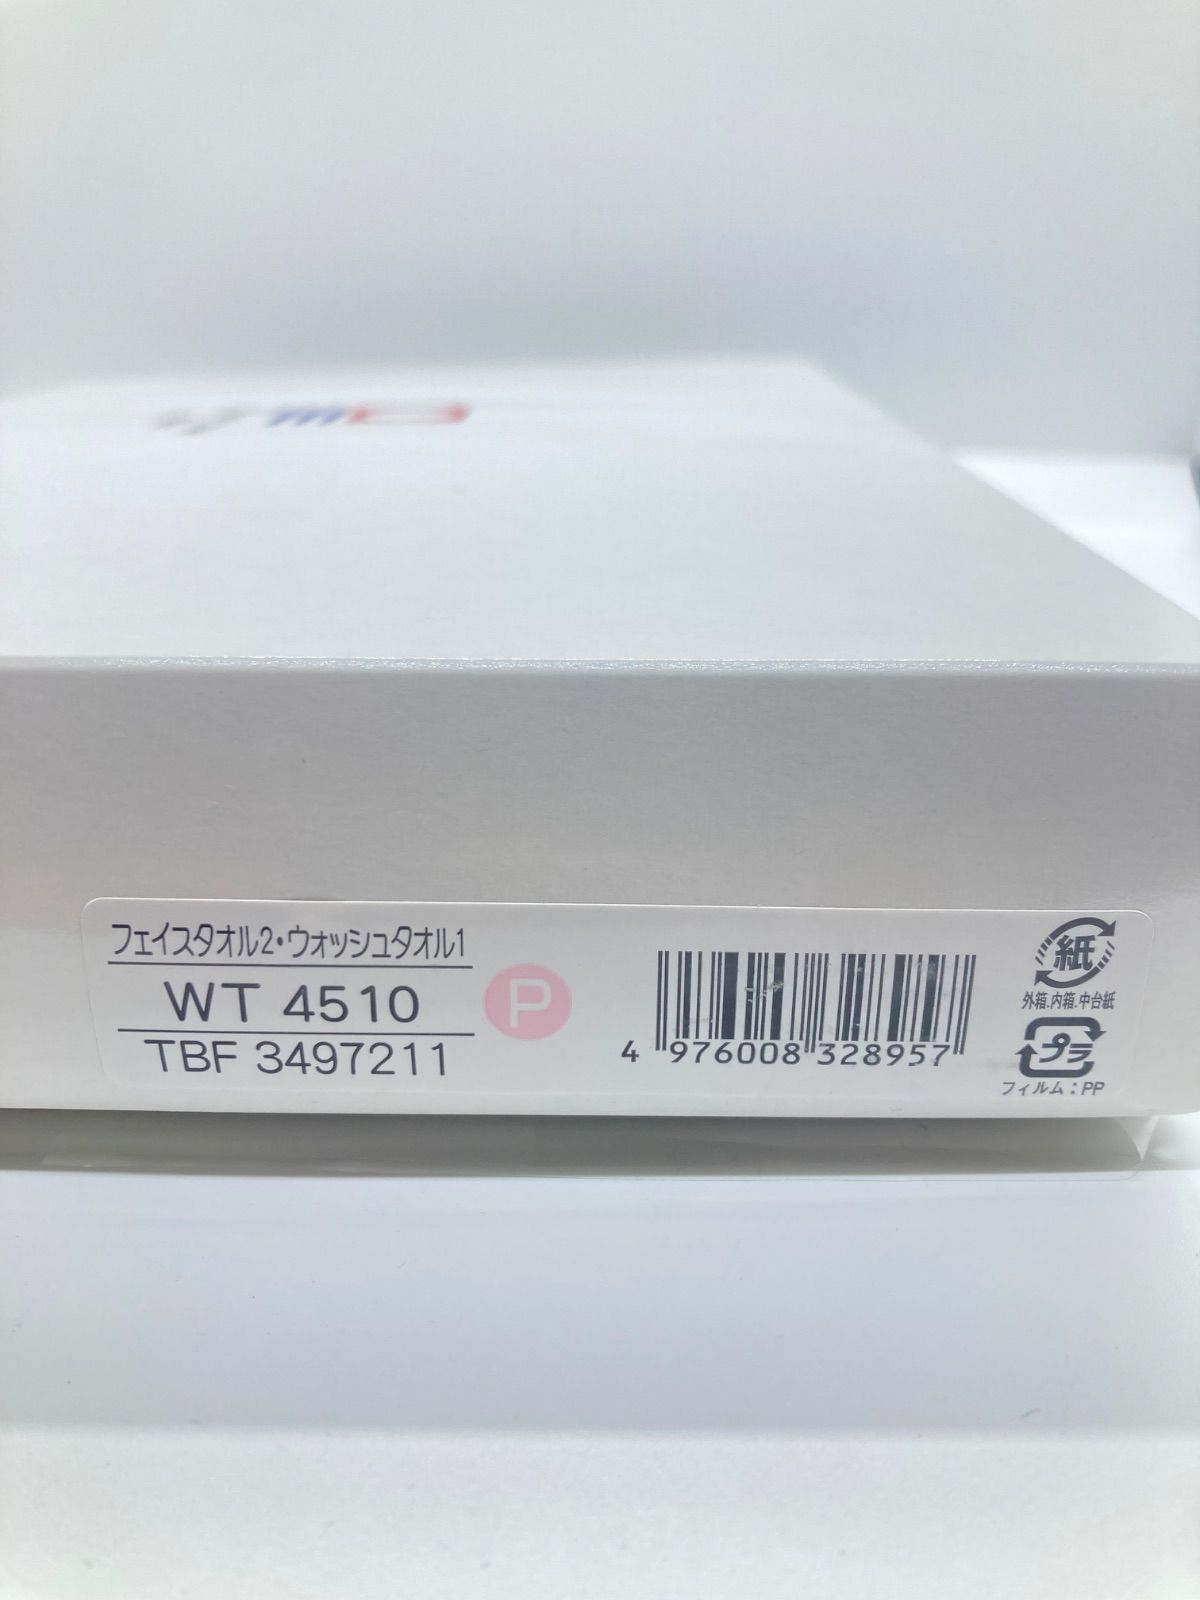 フェイスタオル2・ウォッシュタオル1
WT 4510
TBF 3497211
P
4 976008 328957
紙
外箱.内箱.中台紙
プラ
フィルム:PP